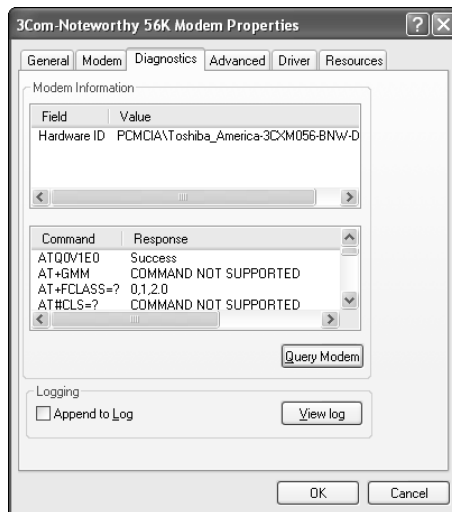 3Com-Noteworthy 56K Modem Properties
General Modem Diagnostics Advanced Driver Resources
Modem Information
Field Value
Hardware ID PCMCIA\Toshiba_America-3CXM056-BNW-D
Command Response
ATQ0V1E0 Success
AT+GMM COMMAND NOT SUPPORTED
AT+FCLASS=? 0,1,2.0
AT#CLS=? COMMAND NOT SUPPORTED
Query Modem
Logging
Append to Log
View log
OK Cancel